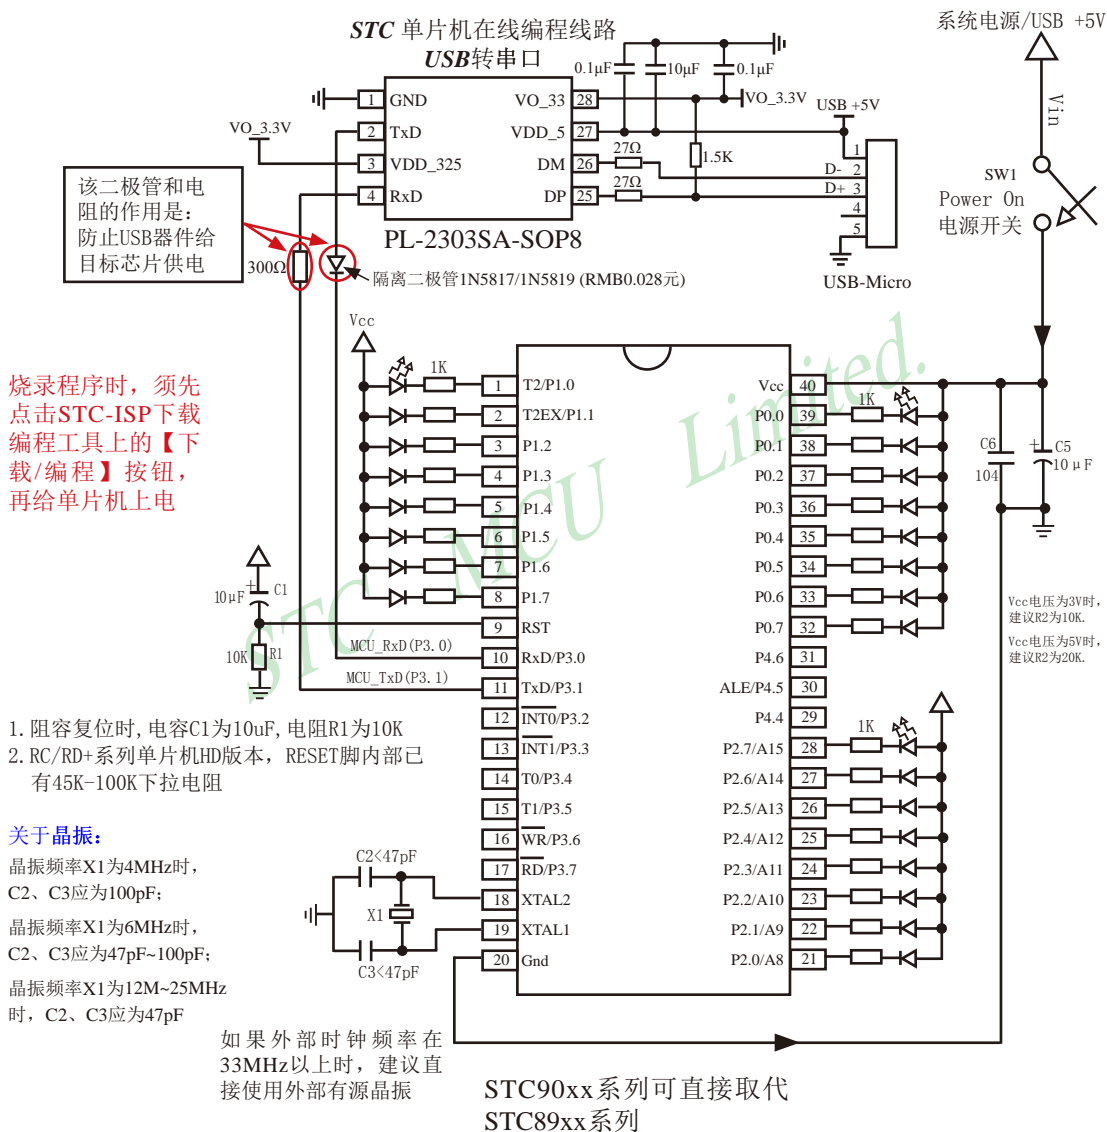 STC 单片机在线编程线路
USB转串口
系统电源/USB +5V
Vin
SW1
Power On
电源开关
0.1μF
10μF
0.1μF
VO_3.3V
USB +5V
1 GND
2 TxD
3 VDD_325
4 RxD
VO_33 28
VDD_5 27
DM 26
DP 25
27Ω
27Ω
1.5K
D-
D+
1
2
3
4
5
USB-Micro
PL-2303SA-SOP8
VO_3.3V
该二极管和电
阻的作用是：
防止USB器件给
目标芯片供电
300Ω
隔离二极管1N5817/1N5819 (RMB0.028元)
烧录程序时，须先
点击STC-ISP下载
编程工具上的【下
载/编程】按钮，
再给单片机上电
Vcc
1K
1 T2/P1.0
2 T2EX/P1.1
3 P1.2
4 P1.3
5 P1.4
6 P1.5
7 P1.6
8 P1.7
9 RST
10 RxD/P3.0
11 TxD/P3.1
12 INT0/P3.2
13 INT1/P3.3
14 T0/P3.4
15 T1/P3.5
16 WR/P3.6
17 RD/P3.7
18 XTAL2
19 XTAL1
20 Gnd
Vcc 40
P0.0 39
P0.1 38
P0.2 37
P0.3 36
P0.4 35
P0.5 34
P0.6 33
P0.7 32
P4.6 31
ALE/P4.5 30
P4.4 29
P2.7/A15 28
P2.6/A14 27
P2.5/A13 26
P2.4/A12 25
P2.3/A11 24
P2.2/A10 23
P2.1/A9 22
P2.0/A8 21
1K
1K
C6
104
+
C5
10μF
Vcc电压为3V时，
建议R2为10K.
Vcc电压为5V时，
建议R2为20K.
+
10μF
C1
10K
R1
MCU_RxD(P3.0)
MCU_TxD(P3.1)
STC MCU Limited.
1.阻容复位时,电容C1为10uF,电阻R1为10K
2.RC/RD+系列单片机HD版本，RESET脚内部已
有45K-100K下拉电阻
关于晶振：
晶振频率X1为4MHz时，
C2、C3应为100pF；
晶振频率X1为6MHz时，
C2、C3应为47pF~100pF；
晶振频率X1为12M~25MHz
时，C2、C3应为47pF
C2<47pF
X1
C3<47pF
如果外部时钟频率在
33MHz以上时，建议直
接使用外部有源晶振
STC90xx系列可直接取代
STC89xx系列